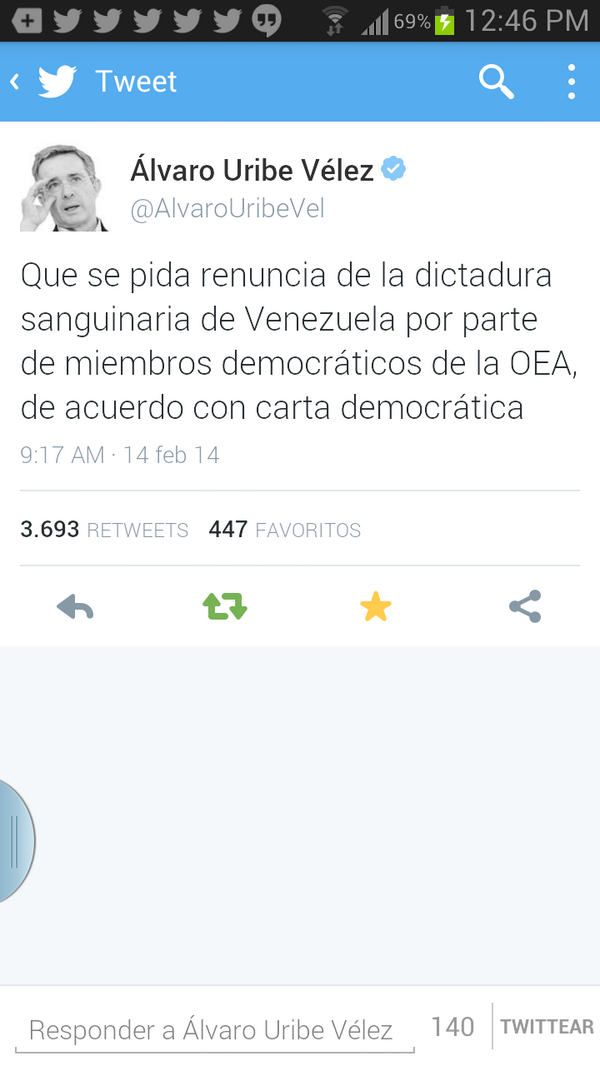 69% 12:46 PM
Tweet
Álvaro Uribe Vélez
@AlvaroUribeVel
Que se pida renuncia de la dictadura
sanguinaria de Venezuela por parte
de miembros democráticos de la OEA,
de acuerdo con carta democrática
9:17 AM · 14 feb 14
3.693 RETWEETS 447 FAVORITOS
Responder a Álvaro Uribe Vélez 140 TWITTEAR